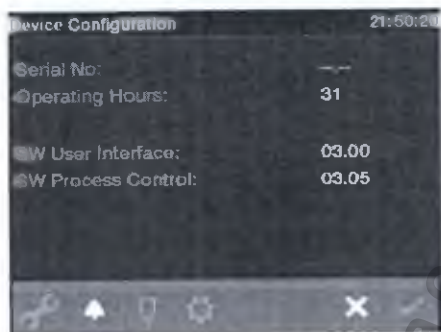 Device Configuration 21:50:20
Serial No: --.--
Operating Hours: 31
SW User Interface: 03.00
SW Process Control: 03.05